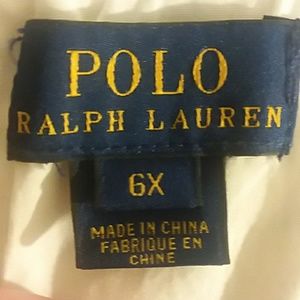 POLO
RALPH LAUREN
6X
MADE IN CHINA
FABRIQUE EN
CHINE